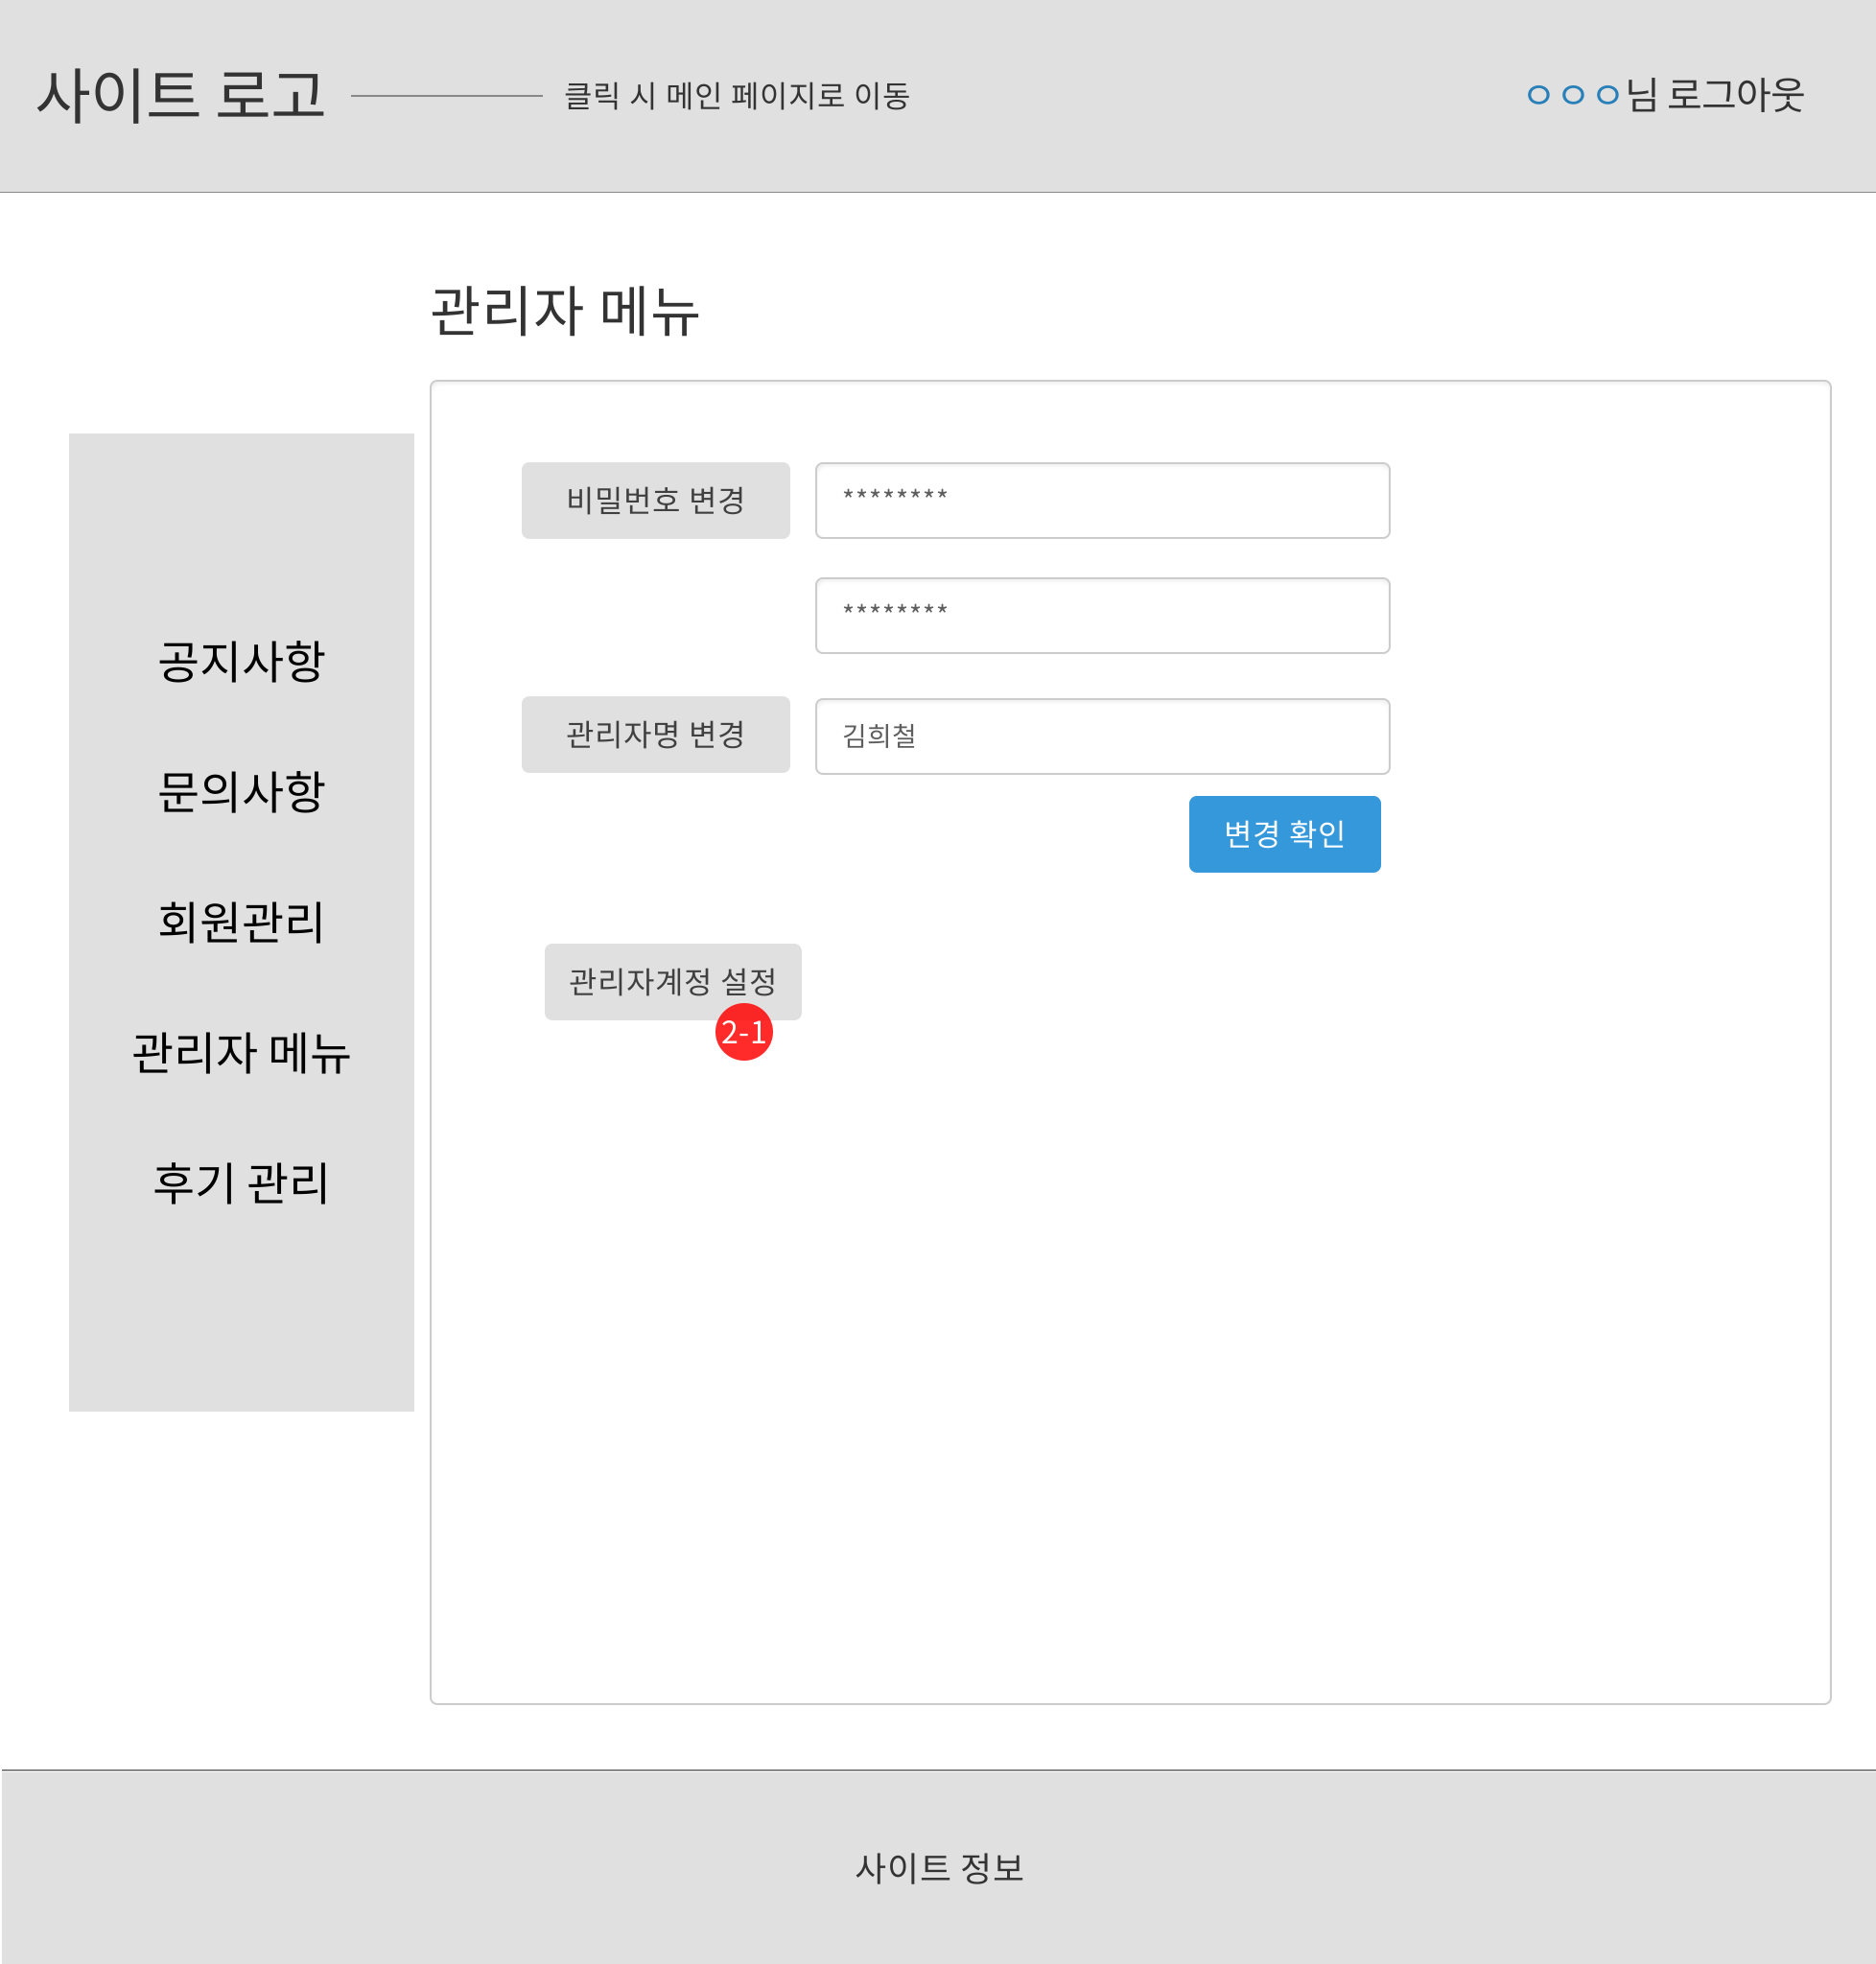 사이트 로고 클릭 시 메인 페이지로 이동 ㅇㅇㅇ님 로그아웃
관리자 메뉴
공지사항
문의사항
회원관리
관리자 메뉴
후기 관리
비밀번호 변경 ********
********
관리자명 변경 김희철
변경 확인
관리자계정 설정
2-1
사이트 정보